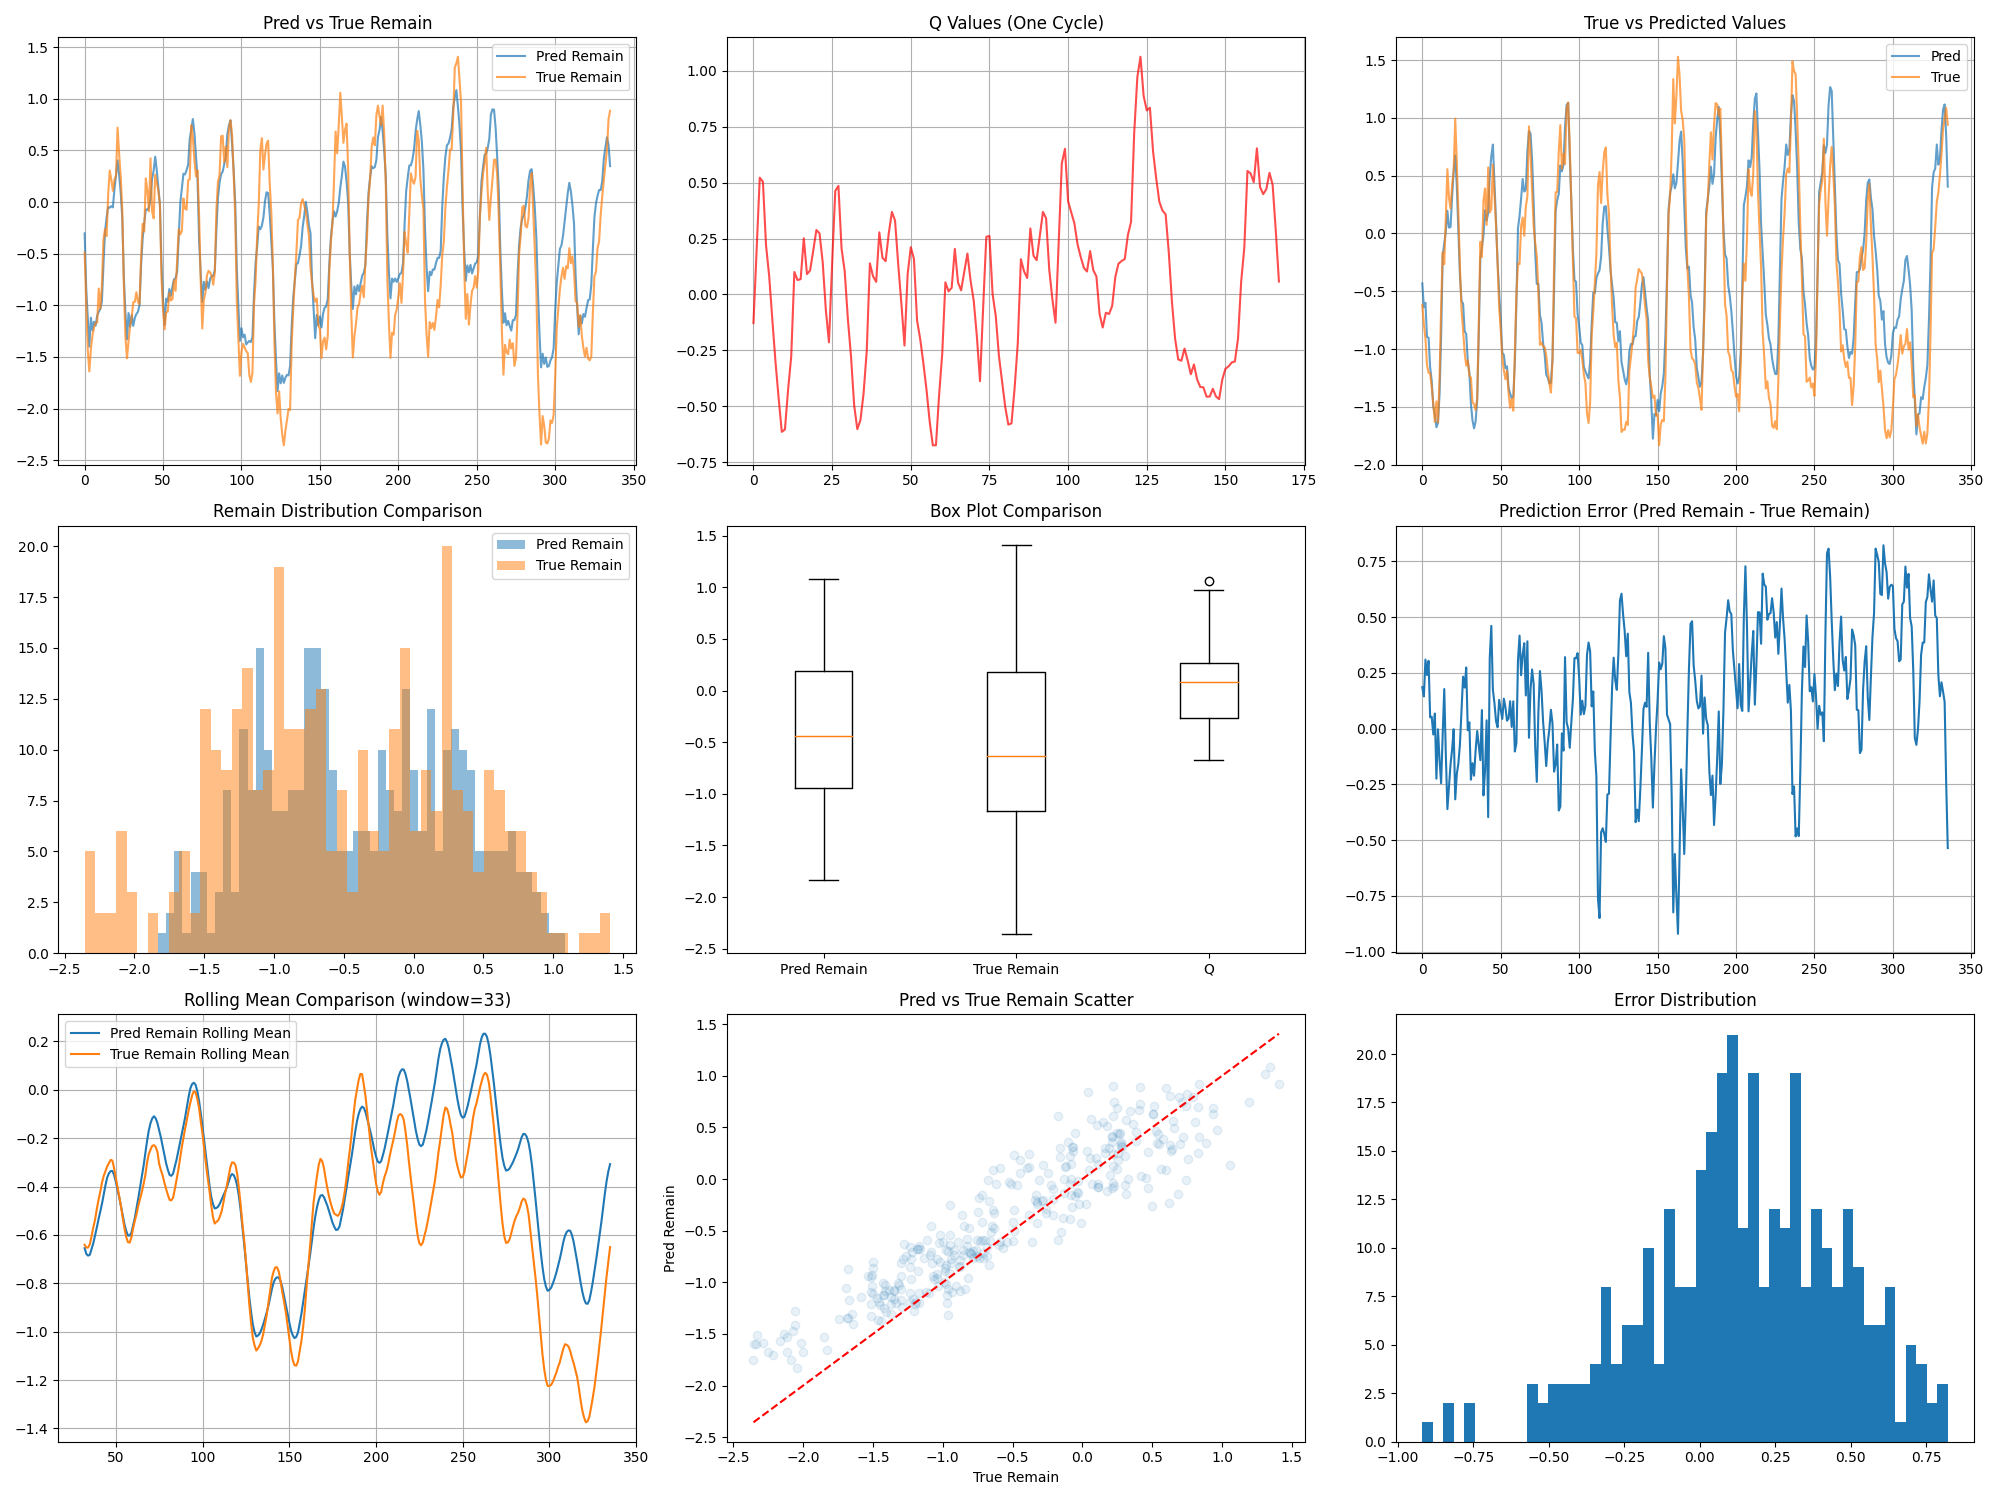 Pred vs True Remain
Pred Remain
True Remain
1.5
1.0
0.5
0.0
−0.5
−1.0
−1.5
−2.0
−2.5
0 50 100 150 200 250 300 350
Q Values (One Cycle)
1.00
0.75
0.50
0.25
0.00
−0.25
−0.50
−0.75
0 25 50 75 100 125 150 175
True vs Predicted Values
Pred
True
1.5
1.0
0.5
0.0
−0.5
−1.0
−1.5
−2.0
0 50 100 150 200 250 300 350
Remain Distribution Comparison
Pred Remain
True Remain
20.0
17.5
15.0
12.5
10.0
7.5
5.0
2.5
0.0
−2.5 −2.0 −1.5 −1.0 −0.5 0.0 0.5 1.0 1.5
Box Plot Comparison
1.5
1.0
0.5
0.0
−0.5
−1.0
−1.5
−2.0
−2.5
Pred Remain True Remain Q
Prediction Error (Pred Remain - True Remain)
0.75
0.50
0.25
0.00
−0.25
−0.50
−0.75
−1.00
0 50 100 150 200 250 300 350
Rolling Mean Comparison (window=33)
Pred Remain Rolling Mean
True Remain Rolling Mean
0.2
0.0
−0.2
−0.4
−0.6
−0.8
−1.0
−1.2
−1.4
50 100 150 200 250 300 350
Pred vs True Remain Scatter
Pred Remain
1.5
1.0
0.5
0.0
−0.5
−1.0
−1.5
−2.0
−2.5
−2.5 −2.0 −1.5 −1.0 −0.5 0.0 0.5 1.0 1.5
True Remain
Error Distribution
20.0
17.5
15.0
12.5
10.0
7.5
5.0
2.5
0.0
−1.00 −0.75 −0.50 −0.25 0.00 0.25 0.50 0.75